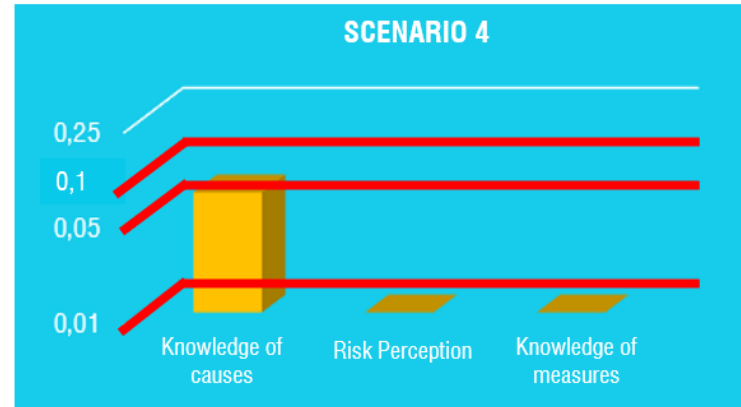 SCENARIO 4
0,25
0,1
0,05
0,01
Knowledge of
causes
Risk Perception
Knowledge of
measures